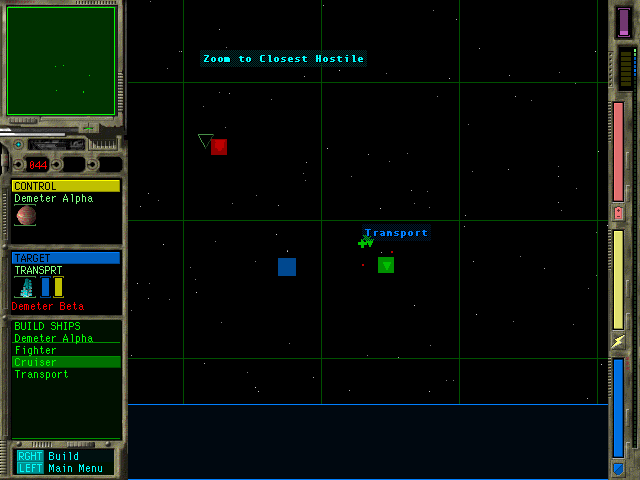 Zoom to Closest Hostile
044
CONTROL
Demeter Alpha
Transport
TARGET
TRANSPRT
Demeter Beta
BUILD SHIPS
Demeter Alpha
Fighter
Cruiser
Transport
RGHT Build
LEFT Main Menu